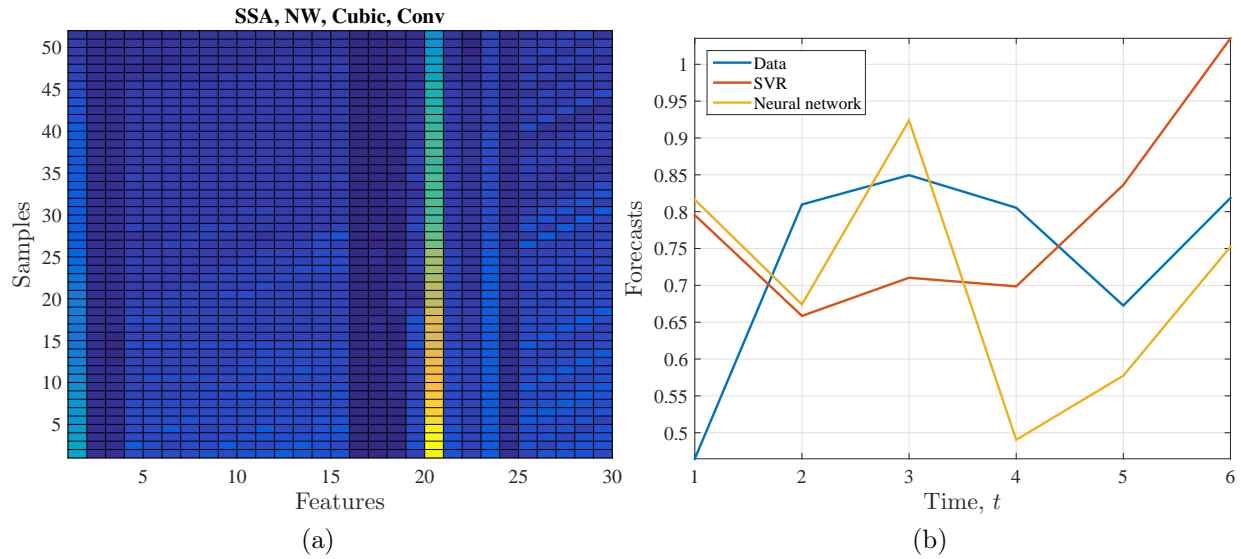 SSA, NW, Cubic, Conv
50
45
40
35
30
25
20
15
10
5
Samples
5 10 15 20 25 30
Features
(a)
Data
SVR
Neural network
1
0.95
0.9
0.85
0.8
0.75
0.7
0.65
0.6
0.55
0.5
Forecasts
1 2 3 4 5 6
Time, t
(b)